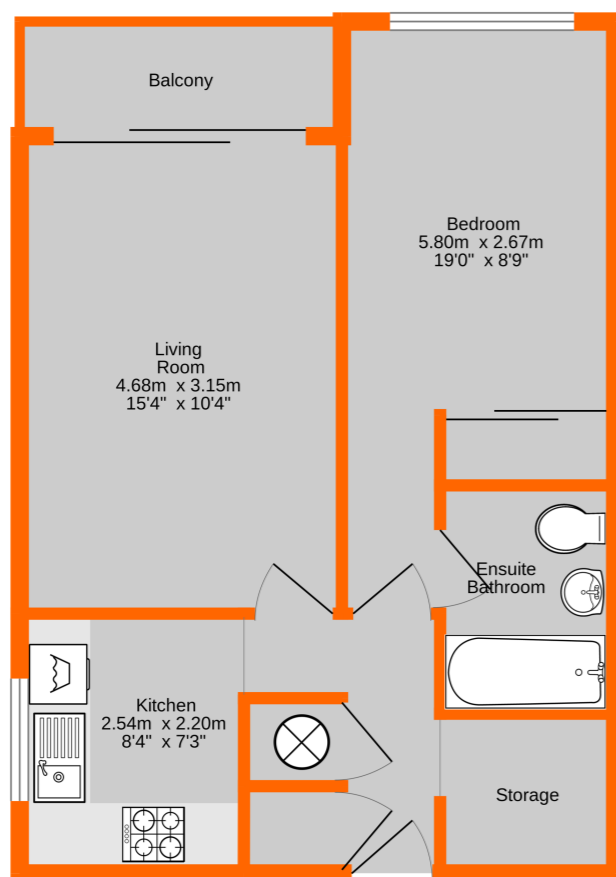 Balcony
Bedroom
5.80m x 2.67m
19'0" x 8'9"
Living
Room
4.68m x 3.15m
15'4" x 10'4"
Ensuite
Bathroom
Kitchen
2.54m x 2.20m
8'4" x 7'3"
Storage